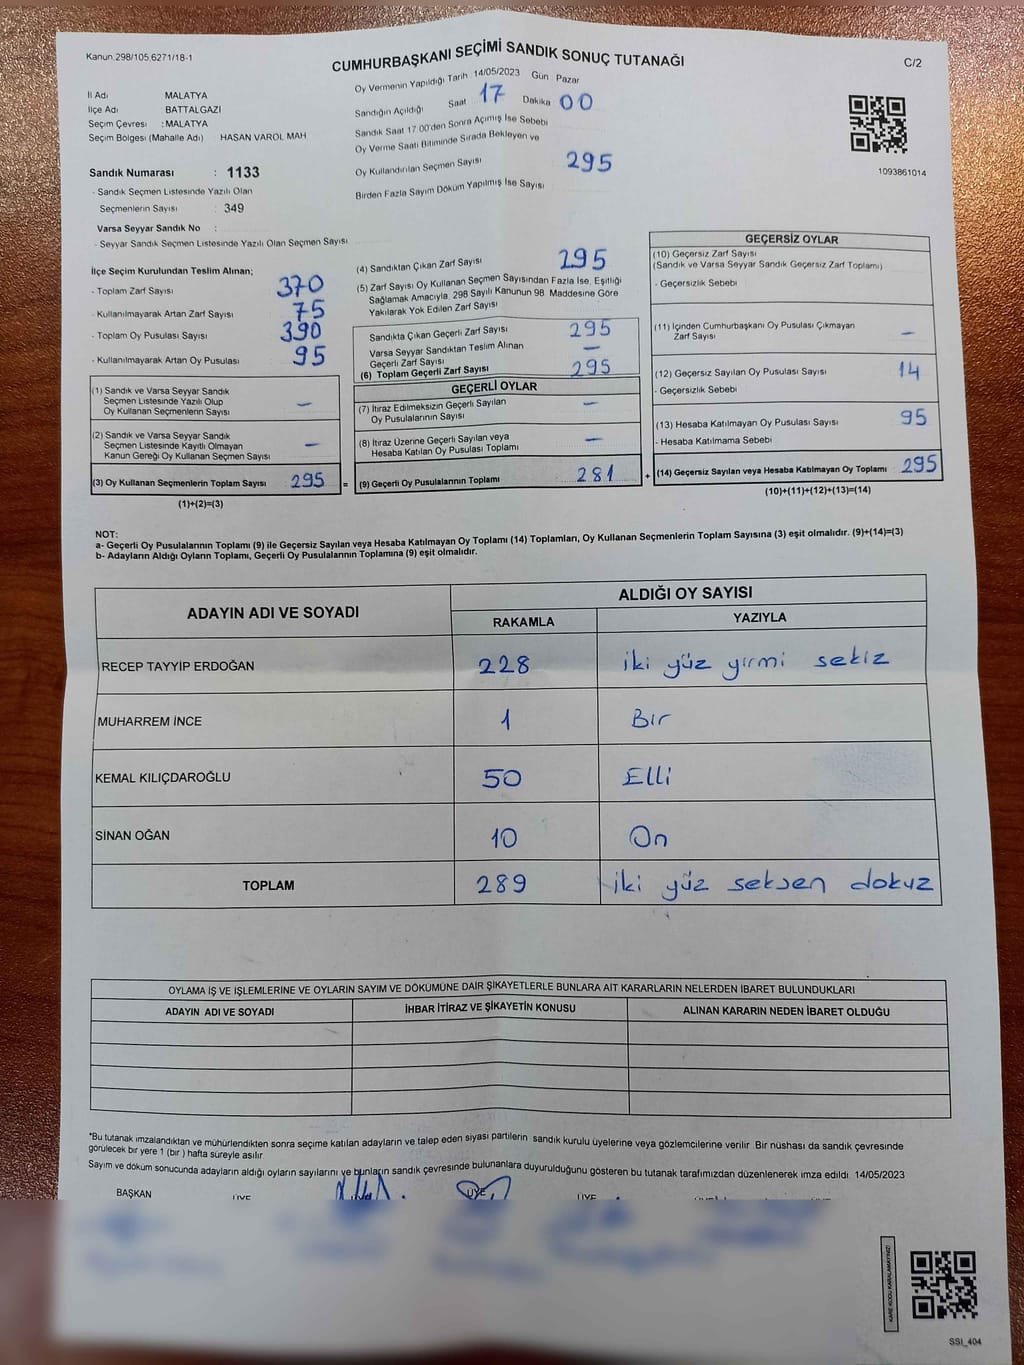 Kanun.298/105.6271/18-1
CUMHURBAŞKANI SEÇİMİ SANDIK SONUÇ TUTANAĞI
C/2
İl Adı MALATYA
İlçe Adı BATTALGAZİ
Seçim Çevresi : MALATYA
Seçim Bölgesi (Mahalle Adı) HASAN VAROL MAH
Sandık Numarası : 1133
- Sandık Seçmen Listesinde Yazılı Olan
Seçmenlerin Sayısı : 349
Varsa Seyyar Sandık No :
- Seyyar Sandık Seçmen Listesinde Yazılı Olan Seçmen Sayısı
Oy Vermenin Yapıldığı Tarih 14/05/2023 Gün Pazar
Sandığın Açıldığı Saat 17 Dakika 00
Sandık Saat 17.00'den Sonra Açımış İse Sebebi
Oy Verme Saati Bitiminde Sırada Bekleyen ve
Oy Kullandırılan Seçmen Sayısı 295
Birden Fazla Sayım Döküm Yapılmış İse Sayısı
1093861014
İlçe Seçim Kurulundan Teslim Alınan;
- Toplam Zarf Sayısı 370
- Kullanılmayarak Artan Zarf Sayısı 75
- Toplam Oy Pusulası Sayısı 390
- Kullanılmayarak Artan Oy Pusulası 95
(1) Sandık ve Varsa Seyyar Sandık
Seçmen Listesinde Yazılı Olup
Oy Kullanan Seçmenlerin Sayısı —
(2) Sandık ve Varsa Seyyar Sandık
Seçmen Listesinde Kayıtlı Olmayan
Kanun Gereği Oy Kullanan Seçmen Sayısı —
(3) Oy Kullanan Seçmenlerin Toplam Sayısı 295 =
(1)+(2)=(3)
(4) Sandıktan Çıkan Zarf Sayısı 295
(5) Zarf Sayısı Oy Kullanan Seçmen Sayısından Fazla İse, Eşitliği
Sağlamak Amacıyla, 298 Sayılı Kanunun 98. Maddesine Göre
Yakılarak Yok Edilen Zarf Sayısı
Sandıkta Çıkan Geçerli Zarf Sayısı 295
Varsa Seyyar Sandıktan Teslim Alınan
Geçerli Zarf Sayısı —
(6) Toplam Geçerli Zarf Sayısı 295
GEÇERLİ OYLAR
(7) İtiraz Edilmeksizin Geçerli Sayılan
Oy Pusulalarının Sayısı —
(8) İtiraz Üzerine Geçerli Sayılan veya
Hesaba Katılan Oy Pusulası Toplamı —
(9) Geçerli Oy Pusulalarının Toplamı 281 +
GEÇERSİZ OYLAR
(10) Geçersiz Zarf Sayısı
(Sandık ve Varsa Seyyar Sandık Geçersiz Zarf Toplamı)
- Geçersizlik Sebebi
(11) İçinden Cumhurbaşkanı Oy Pusulası Çıkmayan
Zarf Sayısı —
(12) Geçersiz Sayılan Oy Pusulası Sayısı 14
- Geçersizlik Sebebi
(13) Hesaba Katılmayan Oy Pusulası Sayısı 95
- Hesaba Katılmama Sebebi
(14) Geçersiz Sayılan veya Hesaba Katılmayan Oy Toplamı 295
(10)+(11)+(12)+(13)=(14)
NOT:
a- Geçerli Oy Pusulalarının Toplamı (9) ile Geçersiz Sayılan veya Hesaba Katılmayan Oy Toplamı (14) Toplamları, Oy Kullanan Seçmenlerin Toplam Sayısına (3) eşit olmalıdır. (9)+(14)=(3)
b- Adayların Aldığı Oyların Toplamı, Geçerli Oy Pusulalarının Toplamına (9) eşit olmalıdır.
ADAYIN ADI VE SOYADI
ALDIĞI OY SAYISI
RAKAMLA YAZIYLA
RECEP TAYYİP ERDOĞAN 228 iki yüz yirmi sekiz
MUHARREM İNCE 1 Bir
KEMAL KILIÇDAROĞLU 50 Elli
SİNAN OĞAN 10 On
TOPLAM 289 iki yüz seksen dokuz
OYLAMA İŞ VE İŞLEMLERİNE VE OYLARIN SAYIM VE DÖKÜMÜNE DAİR ŞİKAYETLERLE BUNLARA AİT KARARLARIN NELERDEN İBARET BULUNDUKLARI
ADAYIN ADI VE SOYADI İHBAR İTİRAZ VE ŞİKAYETİN KONUSU ALINAN KARARIN NEDEN İBARET OLDUĞU
*Bu tutanak imzalandıktan ve mühürlendikten sonra seçime katılan adayların ve talep eden siyasi partilerin sandık kurulu üyelerine veya gözlemcilerine verilir. Bir nüshası da sandık çevresinde
görülecek bir yere 1 (bir) hafta süreyle asılır
Sayım ve döküm sonucunda adayların aldığı oyların sayılarını ve bunların sandık çevresinde bulunanlara duyurulduğunu gösteren bu tutanak tarafımızdan düzenlenerek imza edildi. 14/05/2023
BAŞKAN ÜYE ÜYE ÜYE
KARE KODU KARALAMAYINIZ!
SSI_404